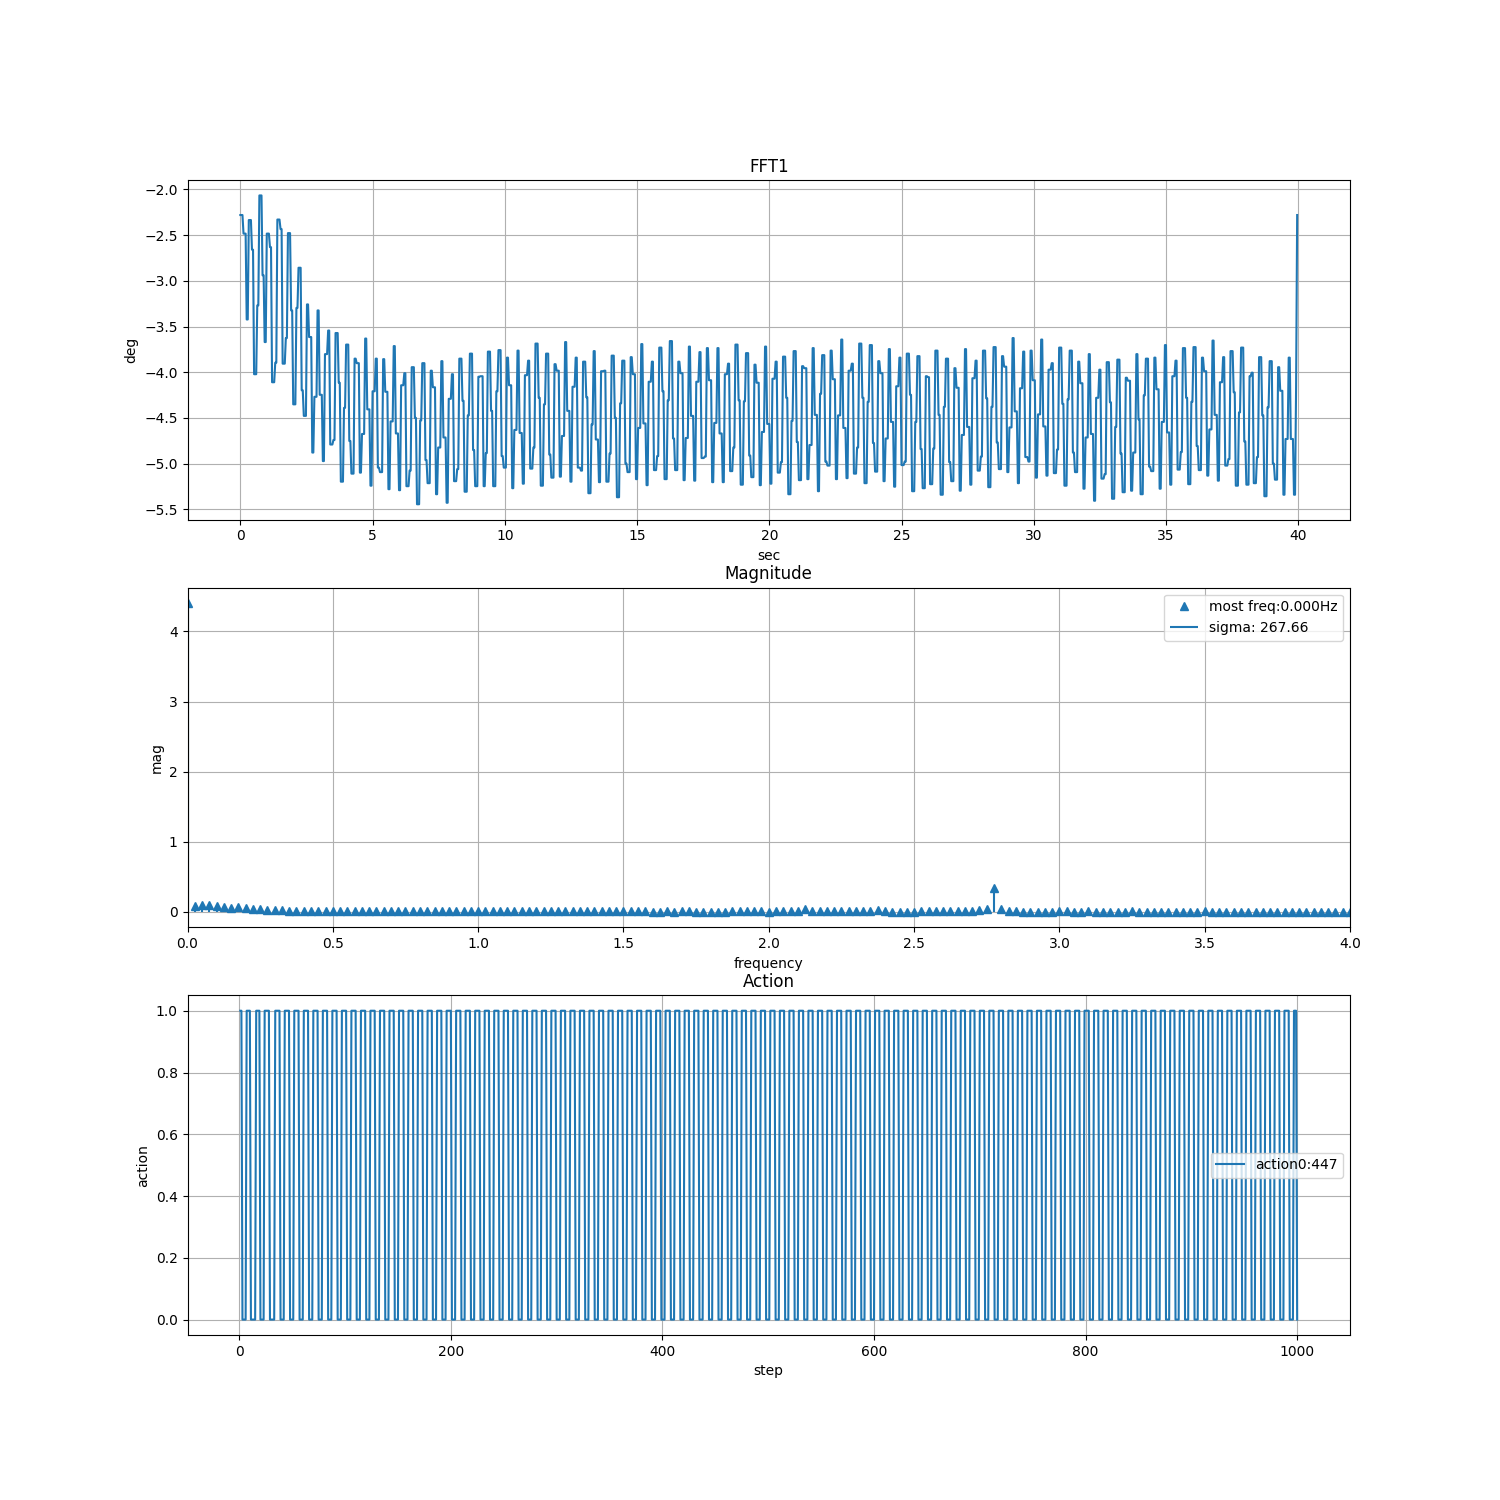 FFT1
−2.0
−2.5
−3.0
−3.5
−4.0
−4.5
−5.0
−5.5
deg
0 5 10 15 20 25 30 35 40
sec
Magnitude
most freq:0.000Hz
sigma: 267.66
4
3
2
1
0
mag
0.0 0.5 1.0 1.5 2.0 2.5 3.0 3.5 4.0
frequency
Action
1.0
0.8
0.6
0.4
0.2
0.0
action
action0:447
0 200 400 600 800 1000
step